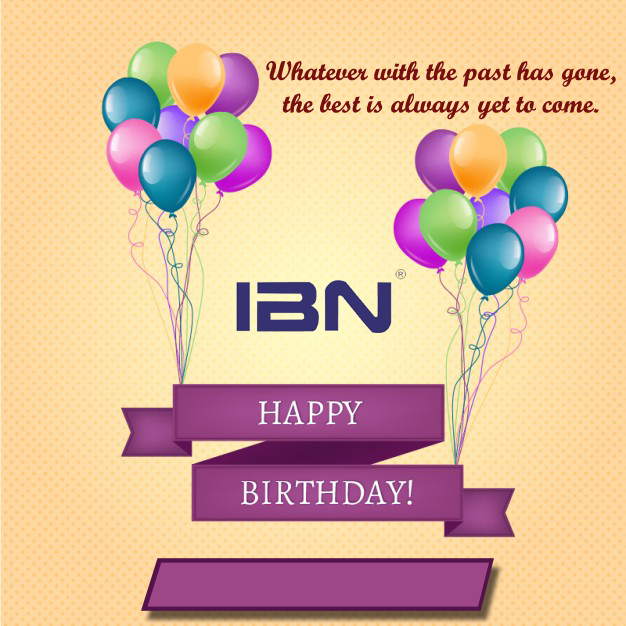 Whatever with the past has gone,
the best is always yet to come.
IBN®
HAPPY
BIRTHDAY!